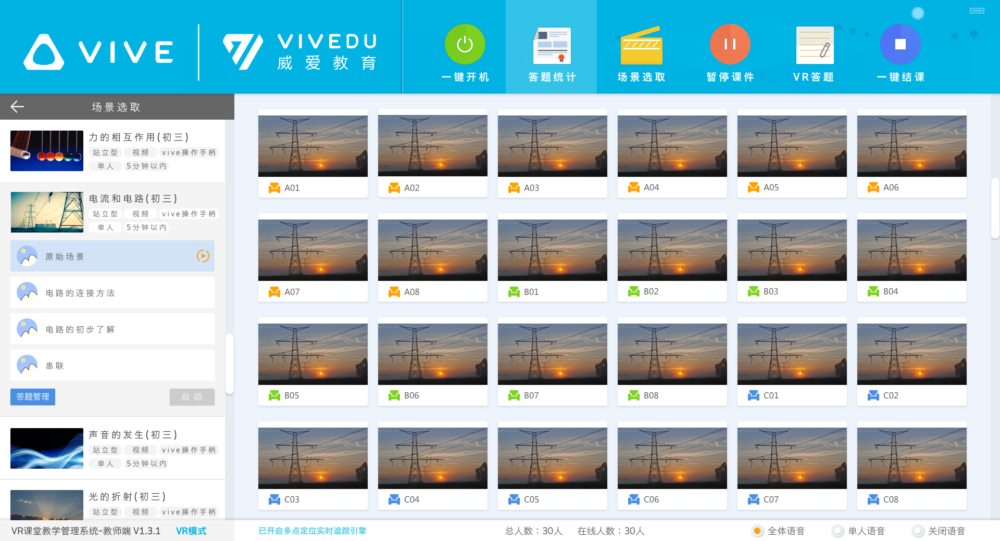 VIVE
VIVEDU
威爱教育
一键开机
答题统计
场景选取
暂停课件
VR答题
一键结课
场景选取
力的相互作用(初三)
站立型 视频 vive操作手柄
单人 5分钟以内
电流和电路(初三)
站立型 视频 vive操作手柄
单人 5分钟以内
原始场景
电路的连接方法
电路的初步了解
串联
答题管理 启动
声音的发生(初三)
站立型 视频 vive操作手柄
单人 5分钟以内
光的折射(初三)
站立型 视频 vive操作手柄
A01 A02 A03 A04 A05 A06
A07 A08 B01 B02 B03 B04
B05 B06 B07 B08 C01 C02
C03 C04 C05 C06 C07 C08
VR课堂教学管理系统-教师端 V1.3.1 VR模式
已开启多点定位实时追踪引擎
总人数：30人 在线人数：30人
全体语音 单人语音 关闭语音